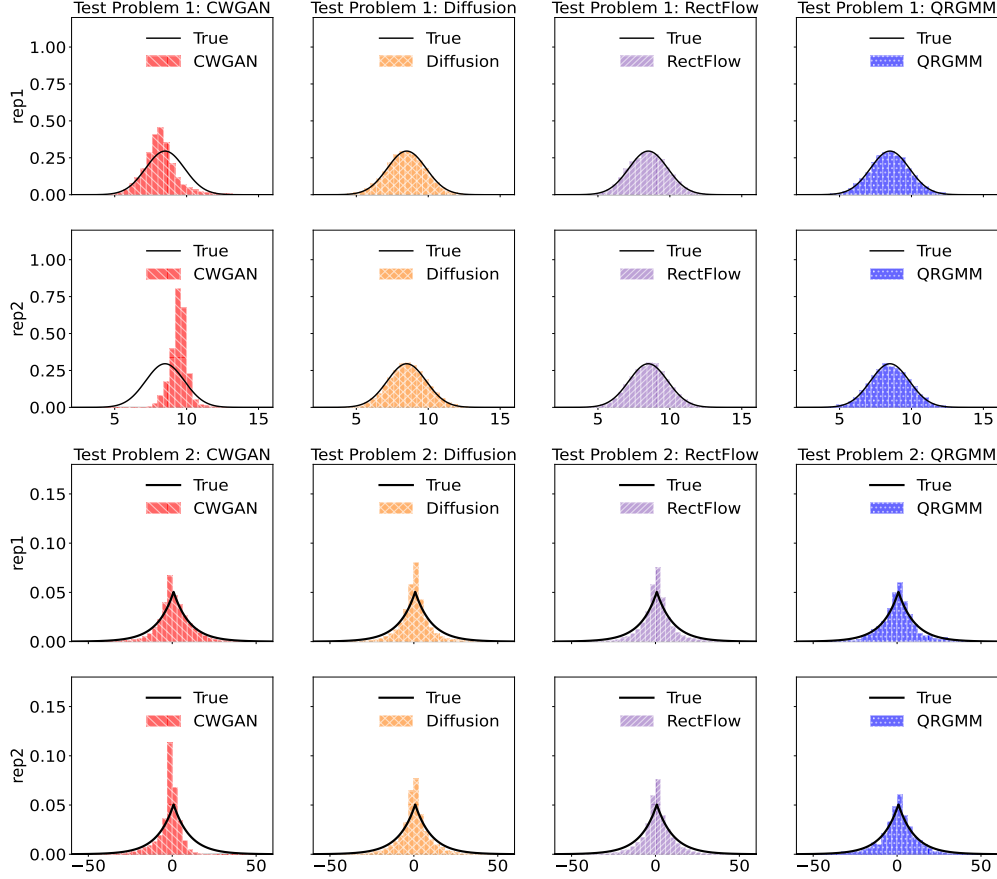 Test Problem 1: CWGAN
Test Problem 1: Diffusion
Test Problem 1: RectFlow
Test Problem 1: QRGMM
rep1
1.00
0.75
0.50
0.25
0.00
True
CWGAN
True
Diffusion
True
RectFlow
True
QRGMM
rep2
1.00
0.75
0.50
0.25
0.00
True
CWGAN
True
Diffusion
True
RectFlow
True
QRGMM
5 10 15
5 10 15
5 10 15
5 10 15
Test Problem 2: CWGAN
Test Problem 2: Diffusion
Test Problem 2: RectFlow
Test Problem 2: QRGMM
rep1
0.15
0.10
0.05
0.00
True
CWGAN
True
Diffusion
True
RectFlow
True
QRGMM
rep2
0.15
0.10
0.05
0.00
True
CWGAN
True
Diffusion
True
RectFlow
True
QRGMM
−50 0 50
−50 0 50
−50 0 50
−50 0 50